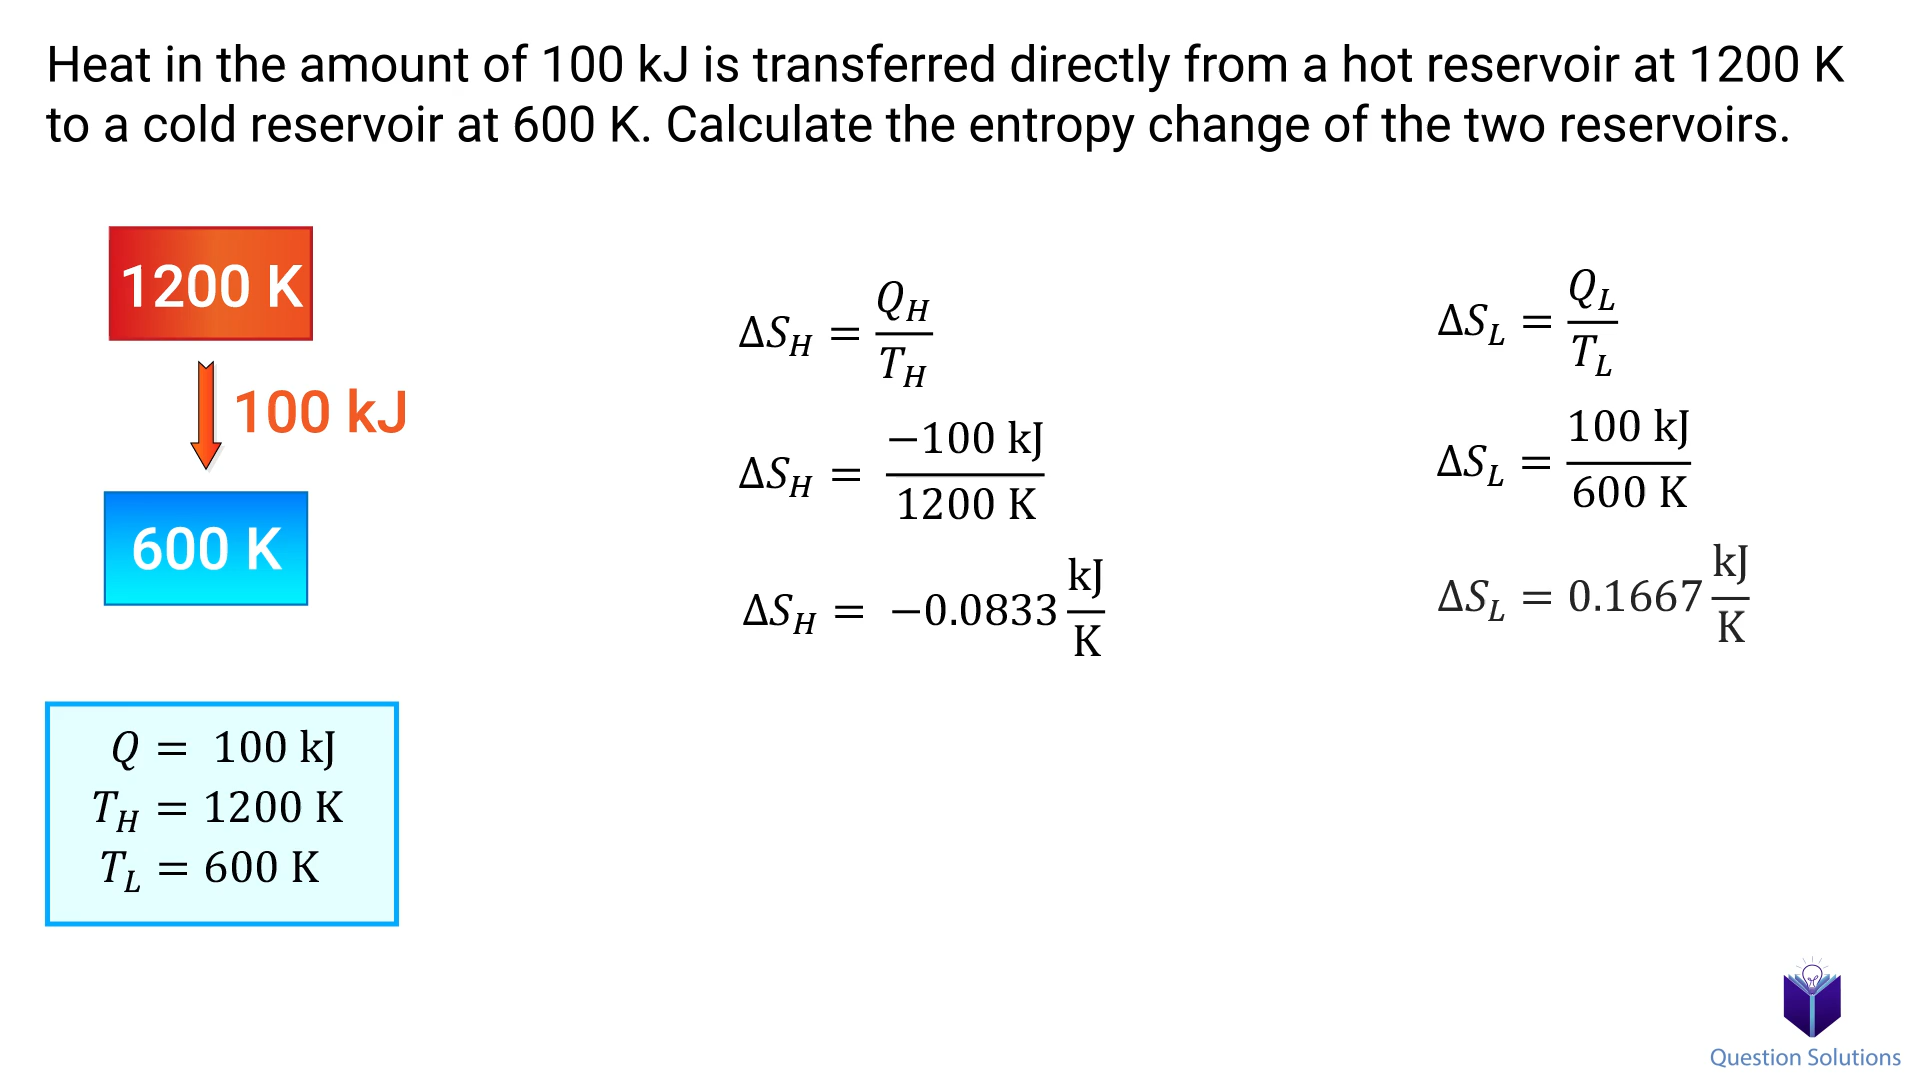 Heat in the amount of 100 kJ is transferred directly from a hot reservoir at 1200 K
to a cold reservoir at 600 K. Calculate the entropy change of the two reservoirs.
1200 K
100 kJ
600 K
Q = 100 kJ
T_H = 1200 K
T_L = 600 K
ΔS_H = Q_H / T_H
ΔS_H = −100 kJ / 1200 K
ΔS_H = −0.0833 kJ / K
ΔS_L = Q_L / T_L
ΔS_L = 100 kJ / 600 K
ΔS_L = 0.1667 kJ / K
Question Solutions